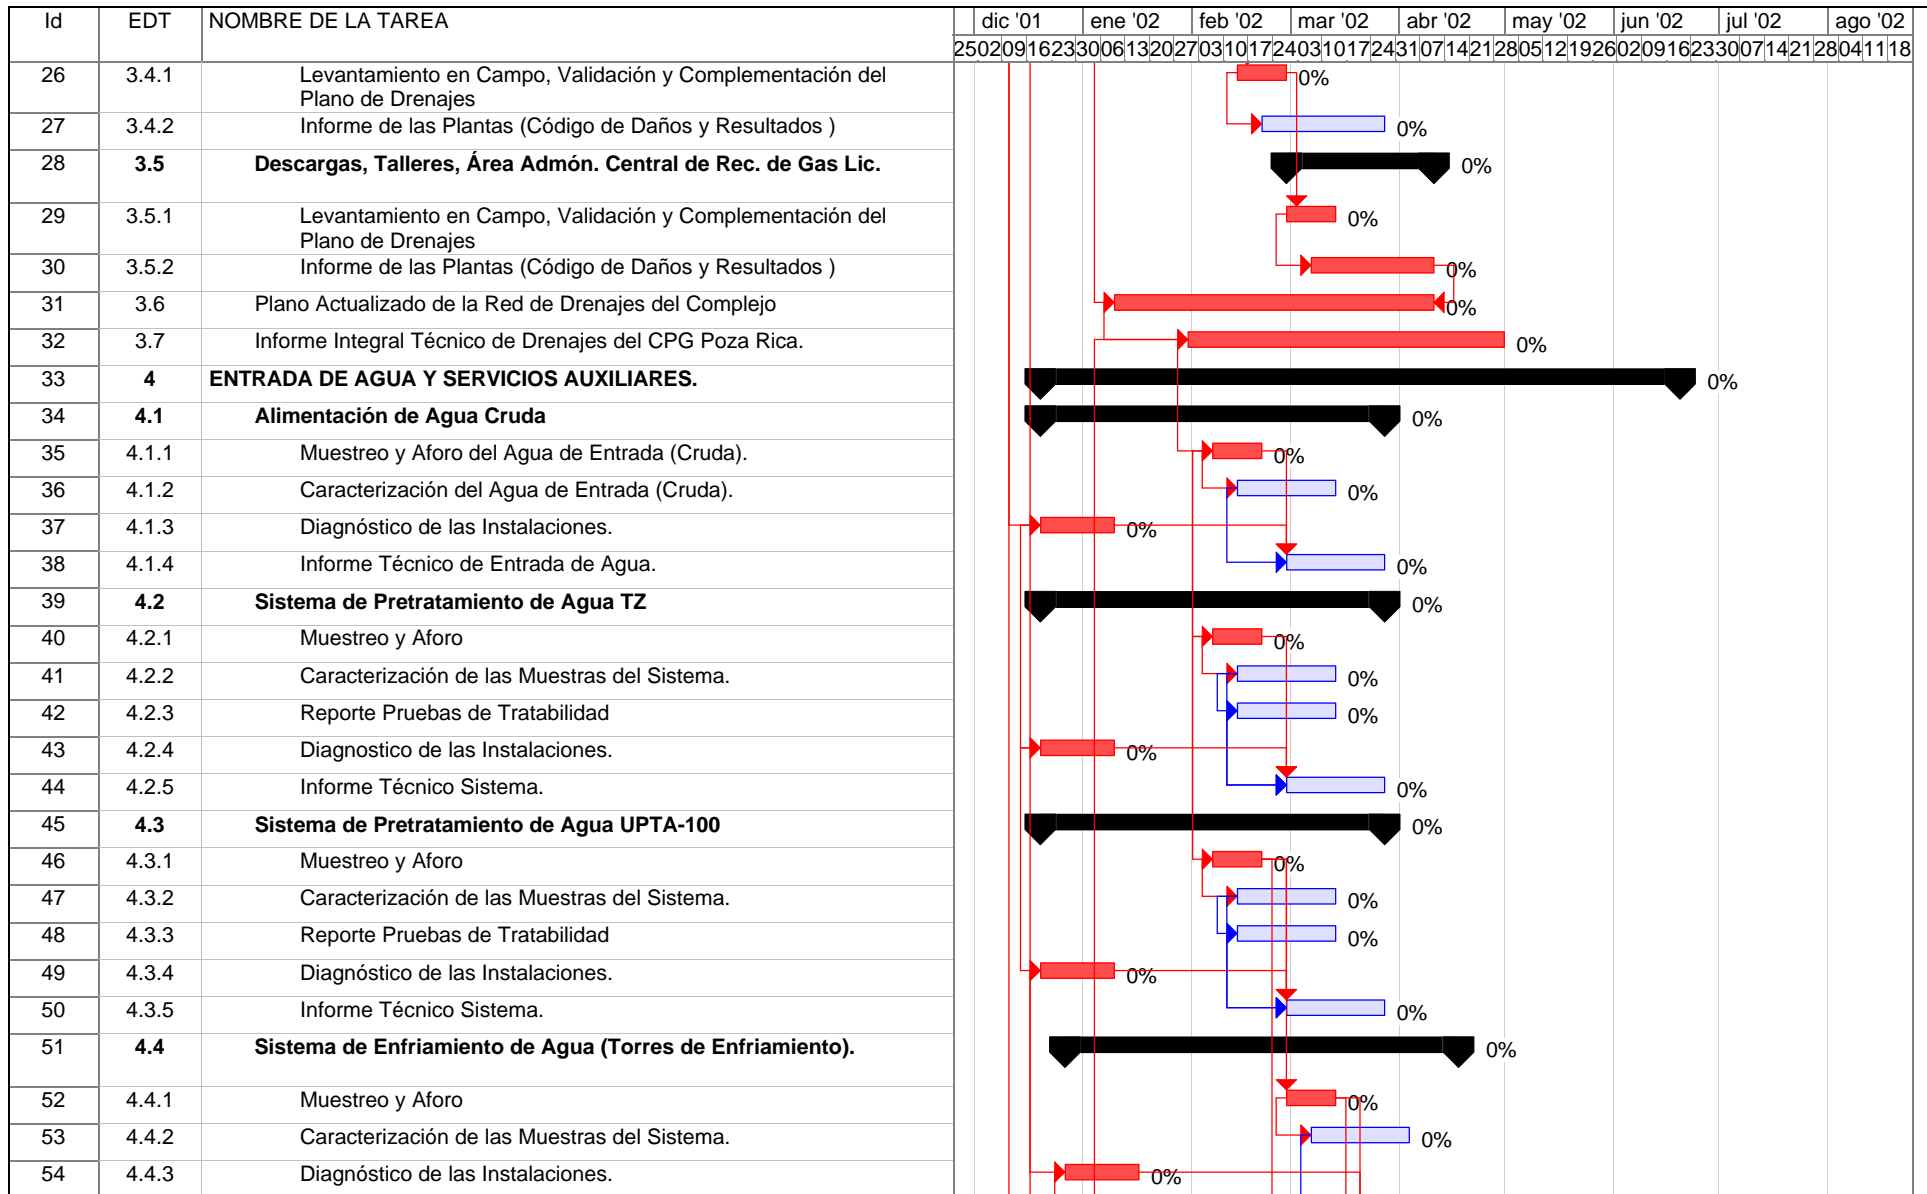 Id EDT NOMBRE DE LA TAREA dic '01 ene '02 feb '02 mar '02 abr '02 may '02 jun '02 jul '02 ago '02
25 02 09 16 23 30 06 13 20 27 03 10 17 24 03 10 17 24 31 07 14 21 28 05 12 19 26 02 09 16 23 30 07 14 21 28 04 11 18
26 3.4.1 Levantamiento en Campo, Validación y Complementación del 0%
Plano de Drenajes
27 3.4.2 Informe de las Plantas (Código de Daños y Resultados ) 0%
28 3.5 Descargas, Talleres, Área Admón. Central de Rec. de Gas Lic. 0%
29 3.5.1 Levantamiento en Campo, Validación y Complementación del 0%
Plano de Drenajes
30 3.5.2 Informe de las Plantas (Código de Daños y Resultados ) 0%
31 3.6 Plano Actualizado de la Red de Drenajes del Complejo 0%
32 3.7 Informe Integral Técnico de Drenajes del CPG Poza Rica. 0%
33 4 ENTRADA DE AGUA Y SERVICIOS AUXILIARES. 0%
34 4.1 Alimentación de Agua Cruda 0%
35 4.1.1 Muestreo y Aforo del Agua de Entrada (Cruda). 0%
36 4.1.2 Caracterización del Agua de Entrada (Cruda). 0%
37 4.1.3 Diagnóstico de las Instalaciones. 0%
38 4.1.4 Informe Técnico de Entrada de Agua. 0%
39 4.2 Sistema de Pretratamiento de Agua TZ 0%
40 4.2.1 Muestreo y Aforo 0%
41 4.2.2 Caracterización de las Muestras del Sistema. 0%
42 4.2.3 Reporte Pruebas de Tratabilidad 0%
43 4.2.4 Diagnostico de las Instalaciones. 0%
44 4.2.5 Informe Técnico Sistema. 0%
45 4.3 Sistema de Pretratamiento de Agua UPTA-100 0%
46 4.3.1 Muestreo y Aforo 0%
47 4.3.2 Caracterización de las Muestras del Sistema. 0%
48 4.3.3 Reporte Pruebas de Tratabilidad 0%
49 4.3.4 Diagnóstico de las Instalaciones. 0%
50 4.3.5 Informe Técnico Sistema. 0%
51 4.4 Sistema de Enfriamiento de Agua (Torres de Enfriamiento). 0%
52 4.4.1 Muestreo y Aforo 0%
53 4.4.2 Caracterización de las Muestras del Sistema. 0%
54 4.4.3 Diagnóstico de las Instalaciones. 0%